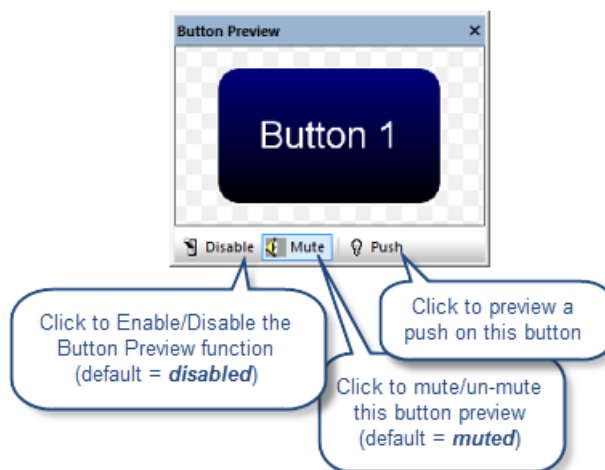 Button Preview
Button 1
Disable Mute Push
Click to Enable/Disable the
Button Preview function
(default = disabled)
Click to preview a
push on this button
Click to mute/un-mute
this button preview
(default = muted)